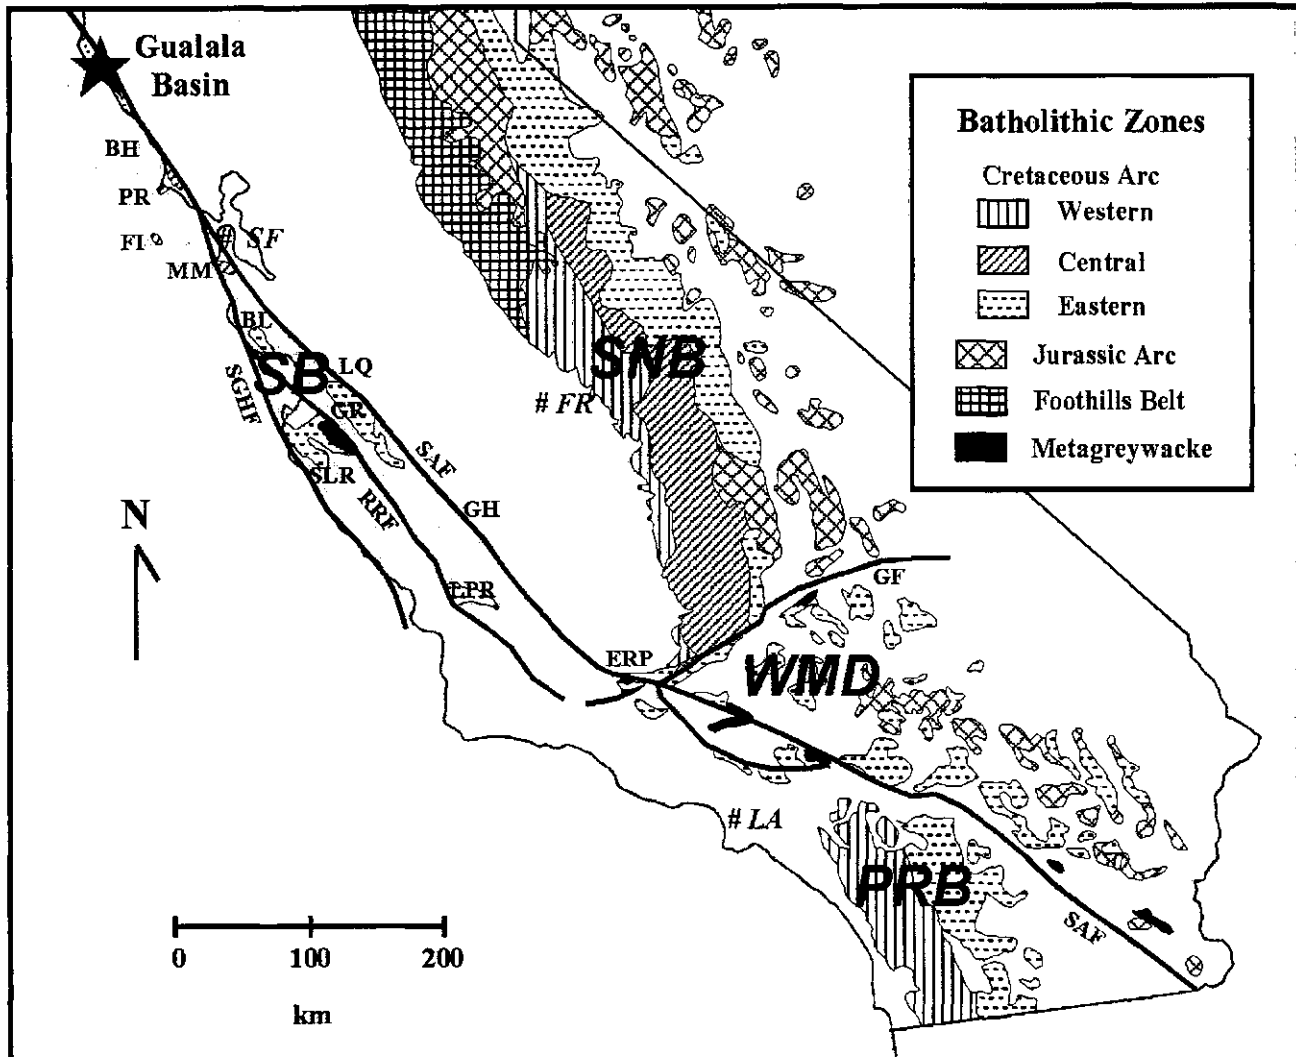 Gualala
Basin
BH
PR
FI
# SF
MM
BL
SB
LQ
SGHF
GR
SLR
SAF
RRF
GH
LPR
N
SNB
# FR
ERP
GF
WMD
# LA
PRB
SAF
0 100 200
km
Batholithic Zones
Cretaceous Arc
Western
Central
Eastern
Jurassic Arc
Foothills Belt
Metagreywacke